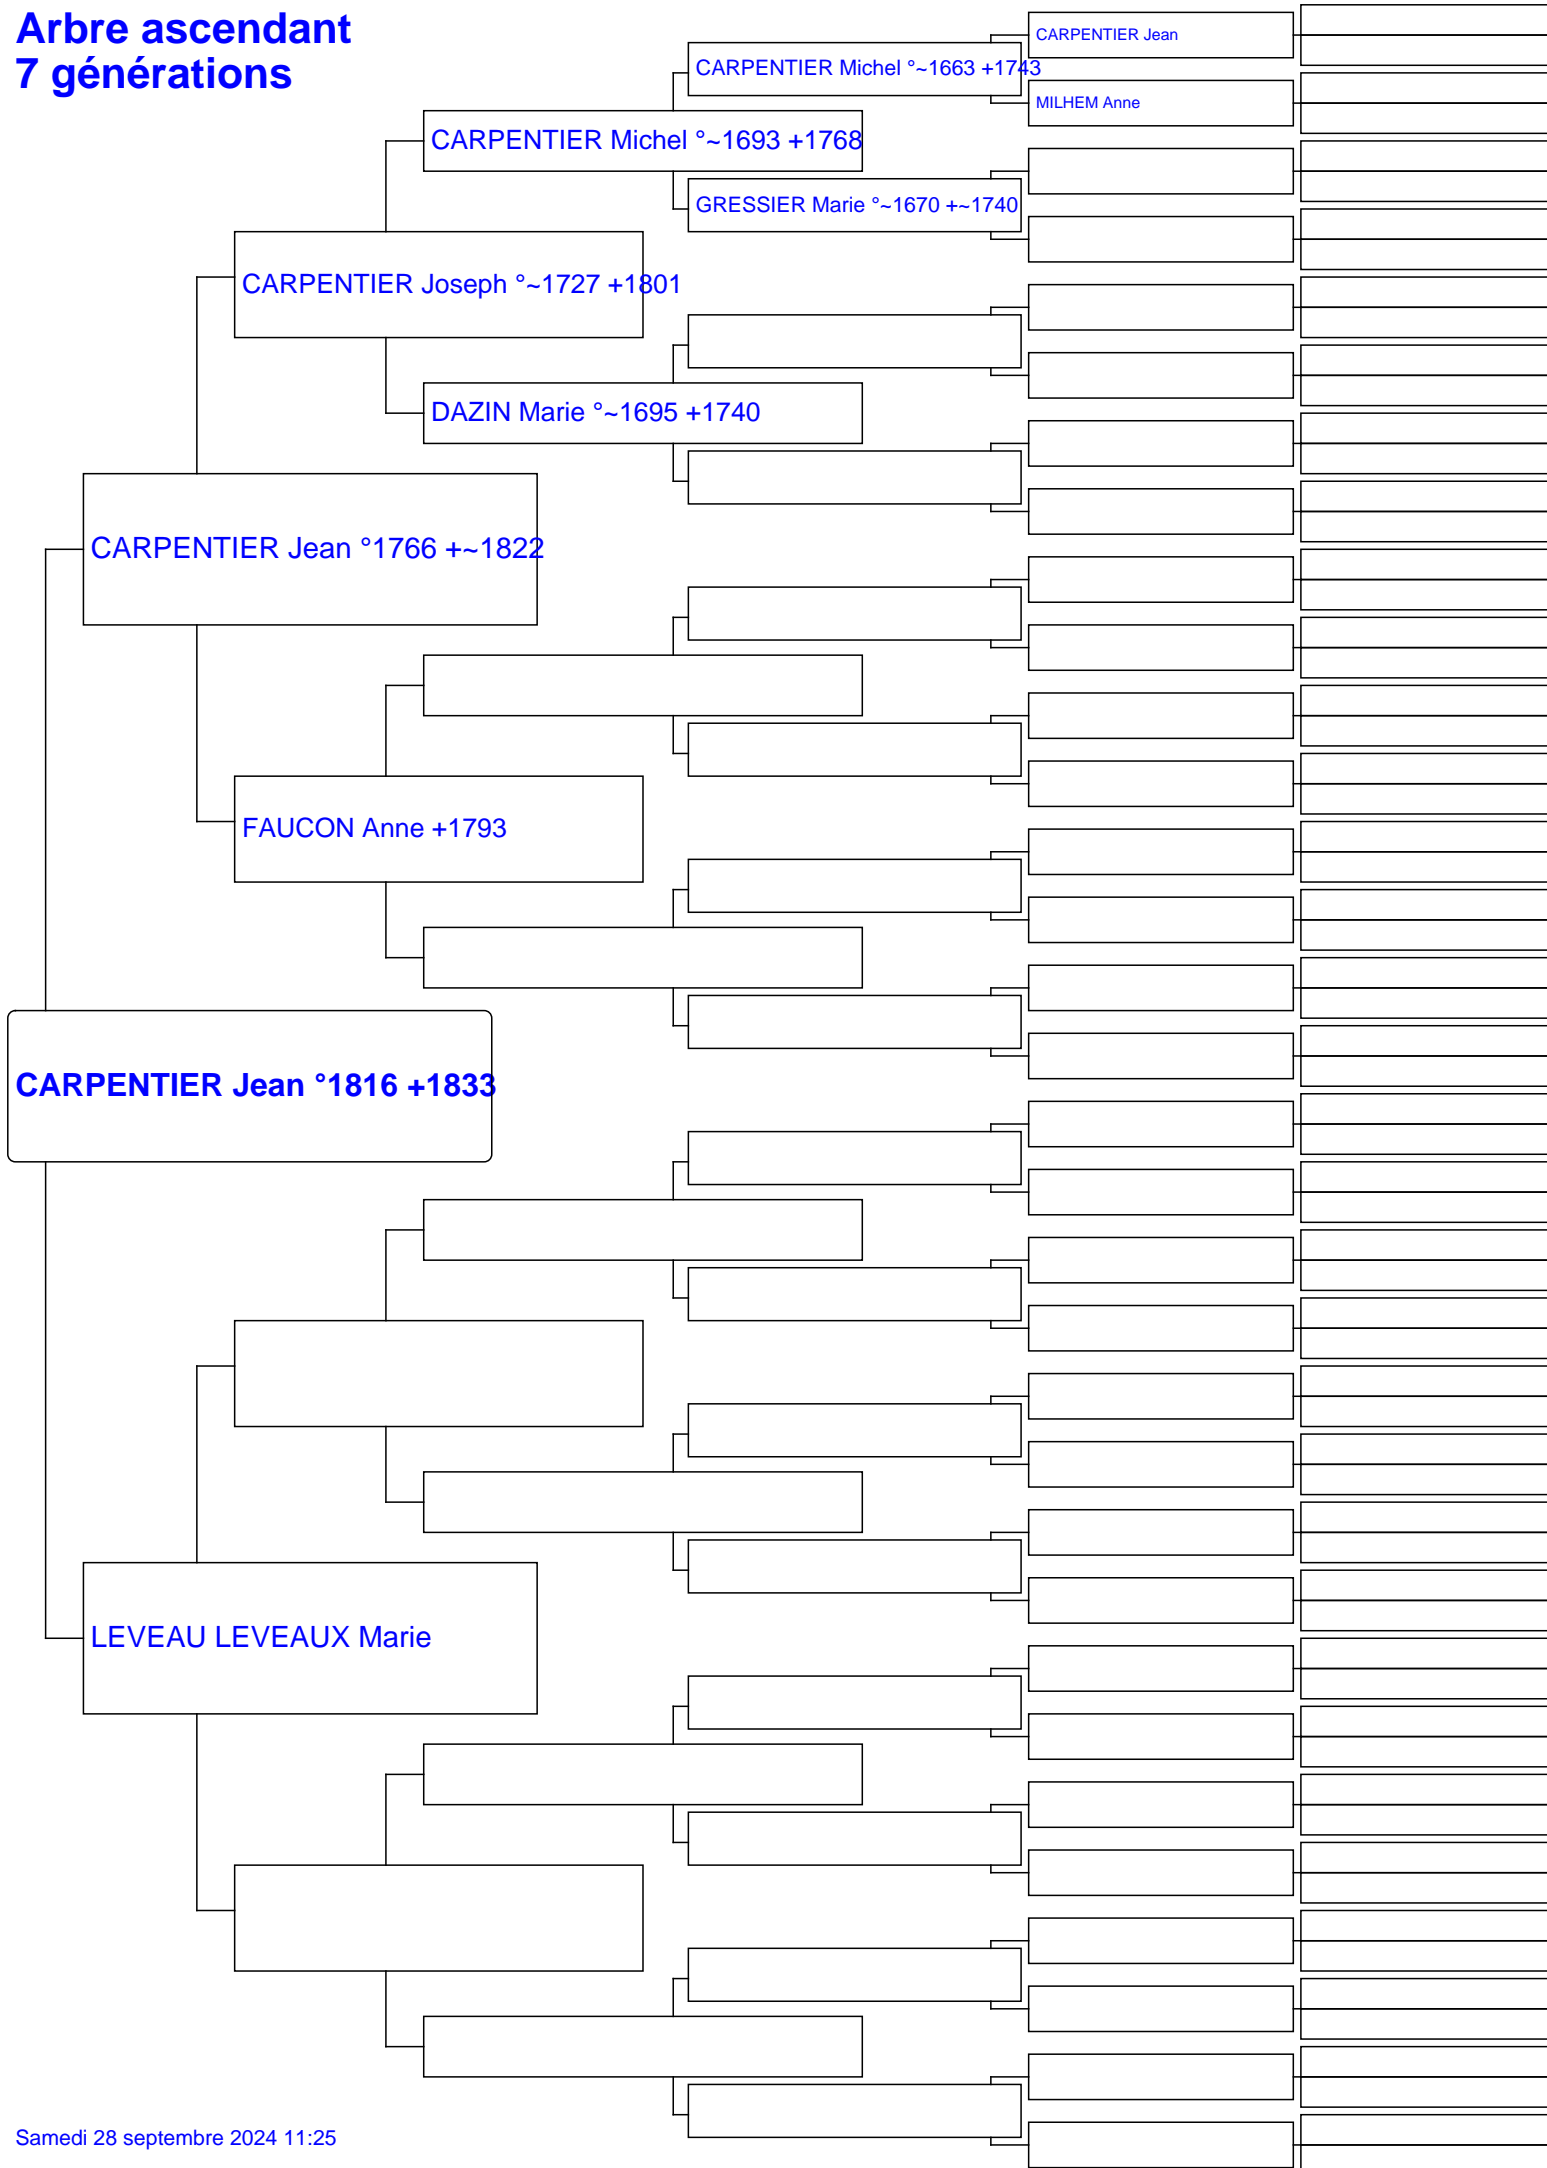 Arbre ascendant
7 générations
CARPENTIER Jean
CARPENTIER Michel °~1663 +1743
MILHEM Anne
CARPENTIER Michel °~1693 +1768
GRESSIER Marie °~1670 +~1740
CARPENTIER Joseph °~1727 +1801
DAZIN Marie °~1695 +1740
CARPENTIER Jean °1766 +~1822
FAUCON Anne +1793
CARPENTIER Jean °1816 +1833
LEVEAU LEVEAUX Marie
Samedi 28 septembre 2024 11:25